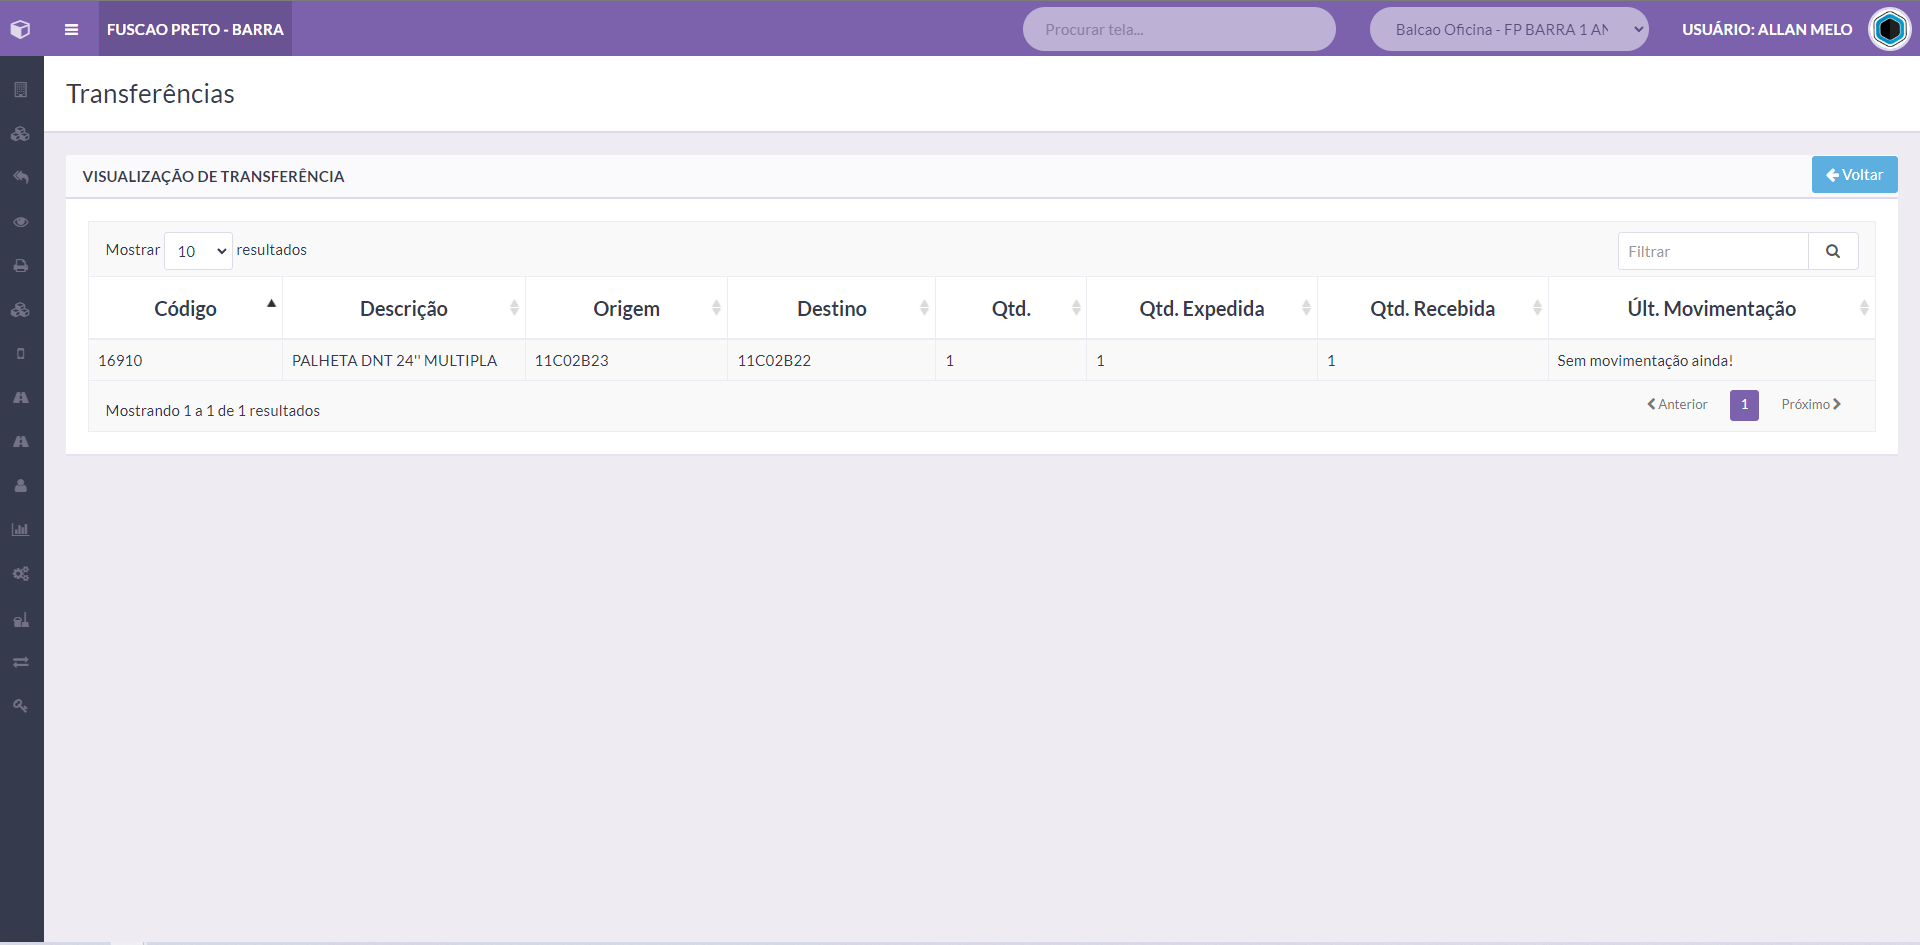 FUSCAO PRETO - BARRA
Procurar tela...
Balcao Oficina - FP BARRA 1 AN
USUÁRIO: ALLAN MELO
Transferências
VISUALIZAÇÃO DE TRANSFERÊNCIA
Voltar
Mostrar 10 resultados
Filtrar
Código Descrição Origem Destino Qtd. Qtd. Expedida Qtd. Recebida Últ. Movimentação
16910 PALHETA DNT 24'' MULTIPLA 11C02B23 11C02B22 1 1 1 Sem movimentação ainda!
Mostrando 1 a 1 de 1 resultados
Anterior 1 Próximo